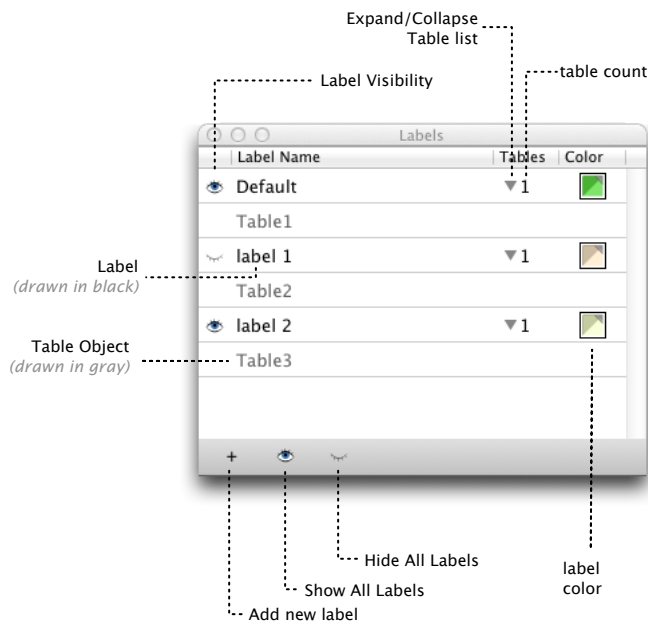 Expand/Collapse
Table list
table count
Label Visibility
Labels
Label Name Tables Color
Default 1
Table1
label 1 1
Label
(drawn in black)
Table2
label 2 1
Table Object
(drawn in gray)
Table3
+
Hide All Labels
label
color
Show All Labels
Add new label